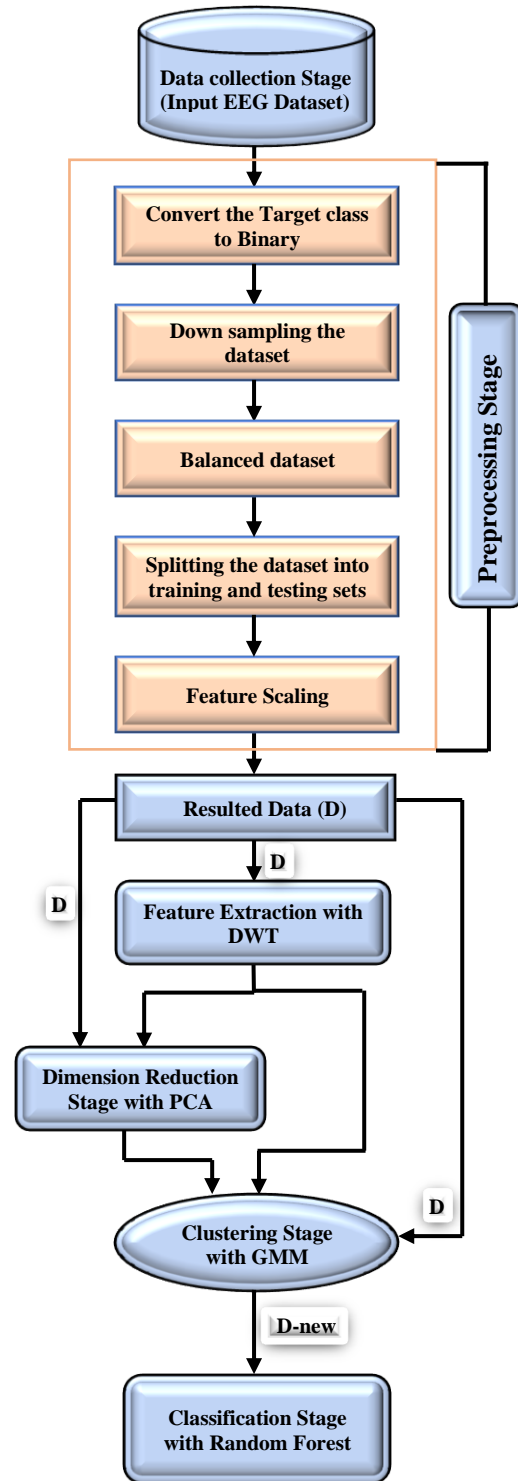 Data collection Stage
(Input EEG Dataset)
Convert the Target class
to Binary
Down sampling the
dataset
Balanced dataset
Splitting the dataset into
training and testing sets
Feature Scaling
Preprocessing Stage
Resulted Data (D)
D
D
Feature Extraction with
DWT
Dimension Reduction
Stage with PCA
D
Clustering Stage
with GMM
D-new
Classification Stage
with Random Forest